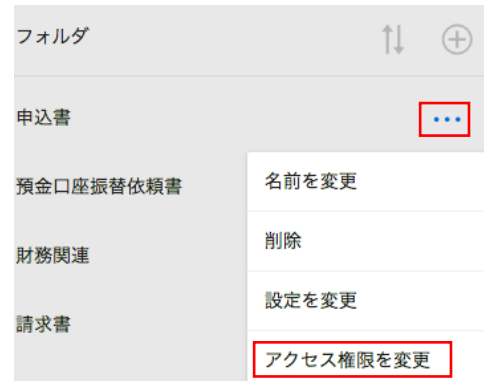 フォルダ
申込書
預金口座振替依頼書
名前を変更
財務関連
削除
設定を変更
請求書
アクセス権限を変更